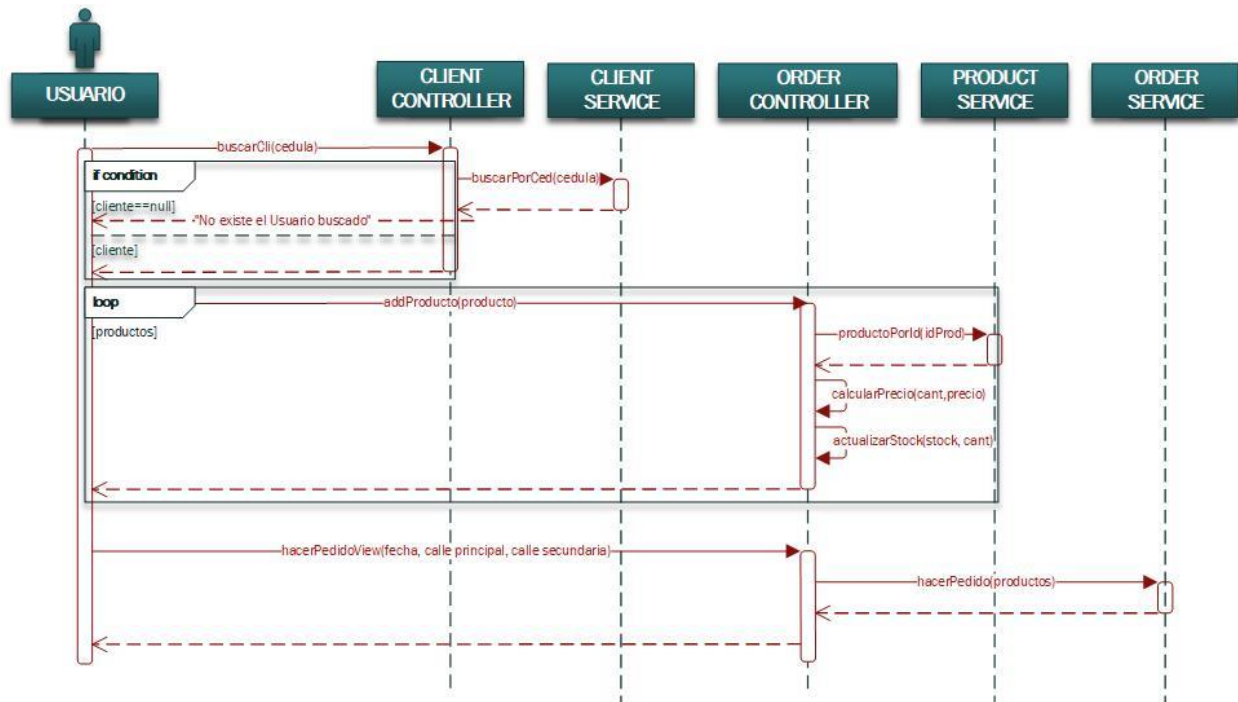 USUARIO
CLIENT
CONTROLLER
CLIENT
SERVICE
ORDER
CONTROLLER
PRODUCT
SERVICE
ORDER
SERVICE
buscarCli(cedula)
if condition
buscarPorCed(cedula)
[cliente==null]
"No existe el Usuario buscado"
[cliente]
loop
addProducto(producto)
[productos]
productoPorId(idProd)
calcularPrecio(cant,precio)
actualizarStock(stock, cant)
hacerPedidoView(fecha, calle principal, calle secundaria)
hacerPedido(productos)